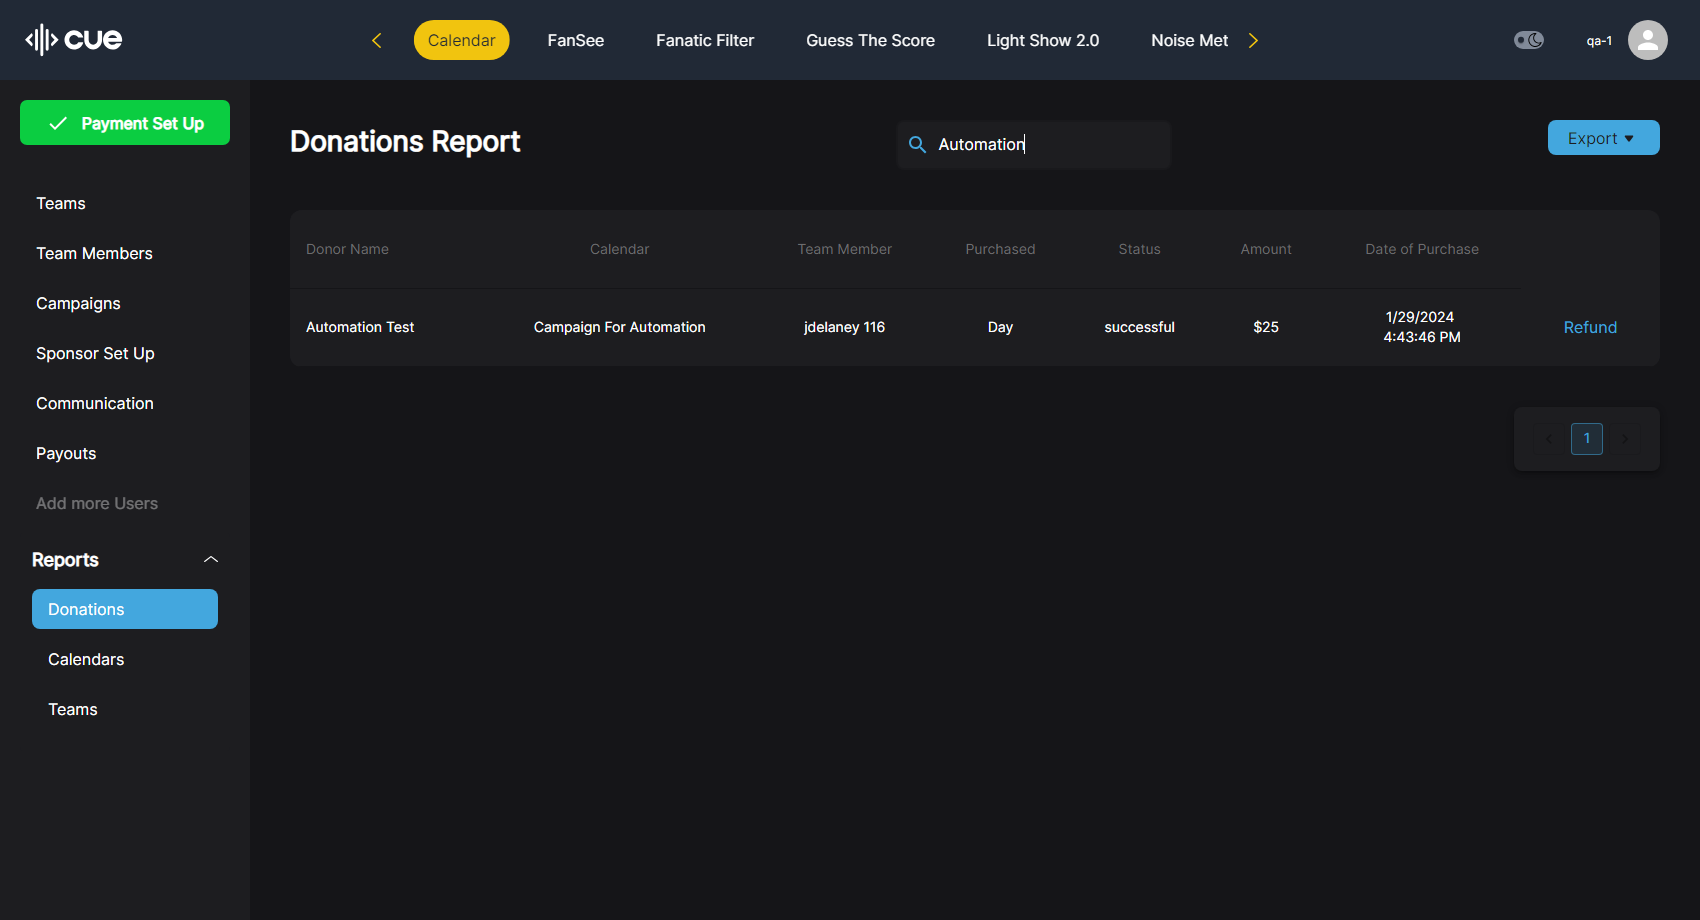 cue
Calendar
FanSee
Fanatic Filter
Guess The Score
Light Show 2.0
Noise Met
qa-1
Payment Set Up
Teams
Team Members
Campaigns
Sponsor Set Up
Communication
Payouts
Add more Users
Reports
Donations
Calendars
Teams
Donations Report
Automation
Export
Donor Name Calendar Team Member Purchased Status Amount Date of Purchase
Automation Test Campaign For Automation jdelaney 116 Day successful $25 1/29/2024
4:43:46 PM
Refund
1